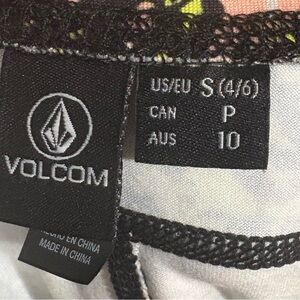 VOLCOM
US/EU S (4/6)
CAN P
AUS 10
HECHO EN CHINA
MADE IN CHINA